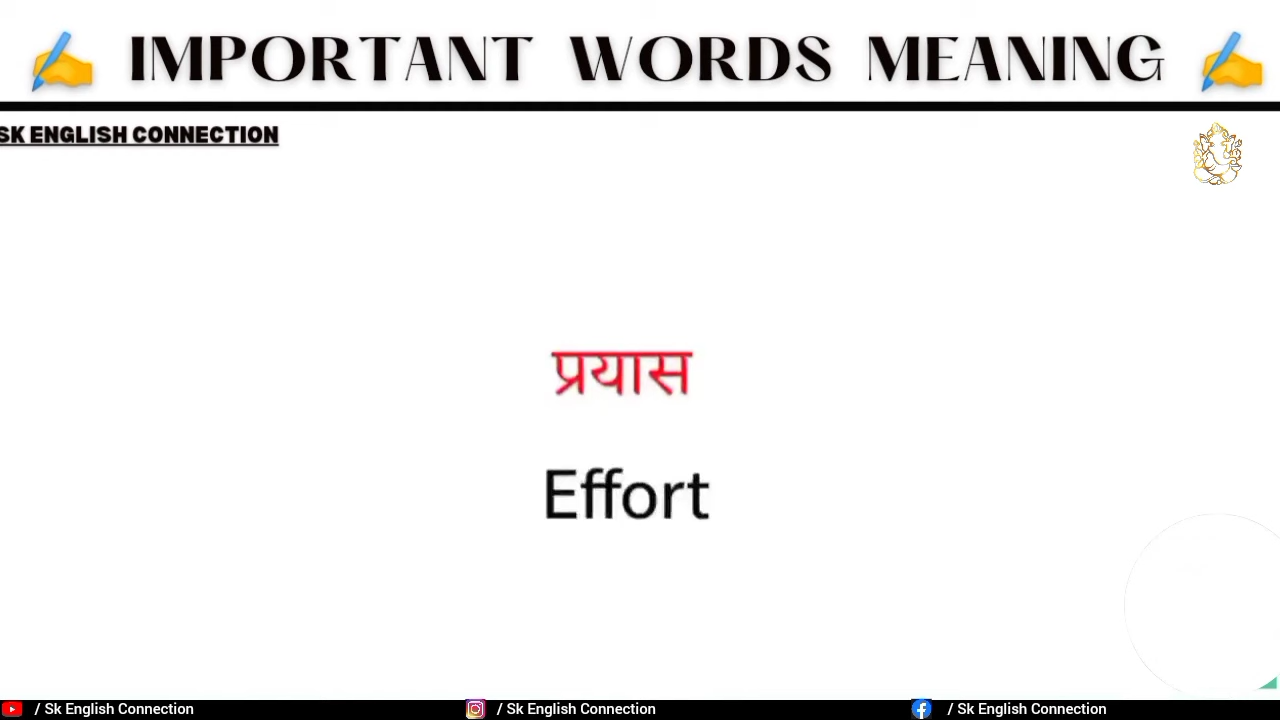 ✍️ IMPORTANT WORDS MEANING ✍️
SK ENGLISH CONNECTION
प्रयास
Effort
/ Sk English Connection
/ Sk English Connection
/ Sk English Connection